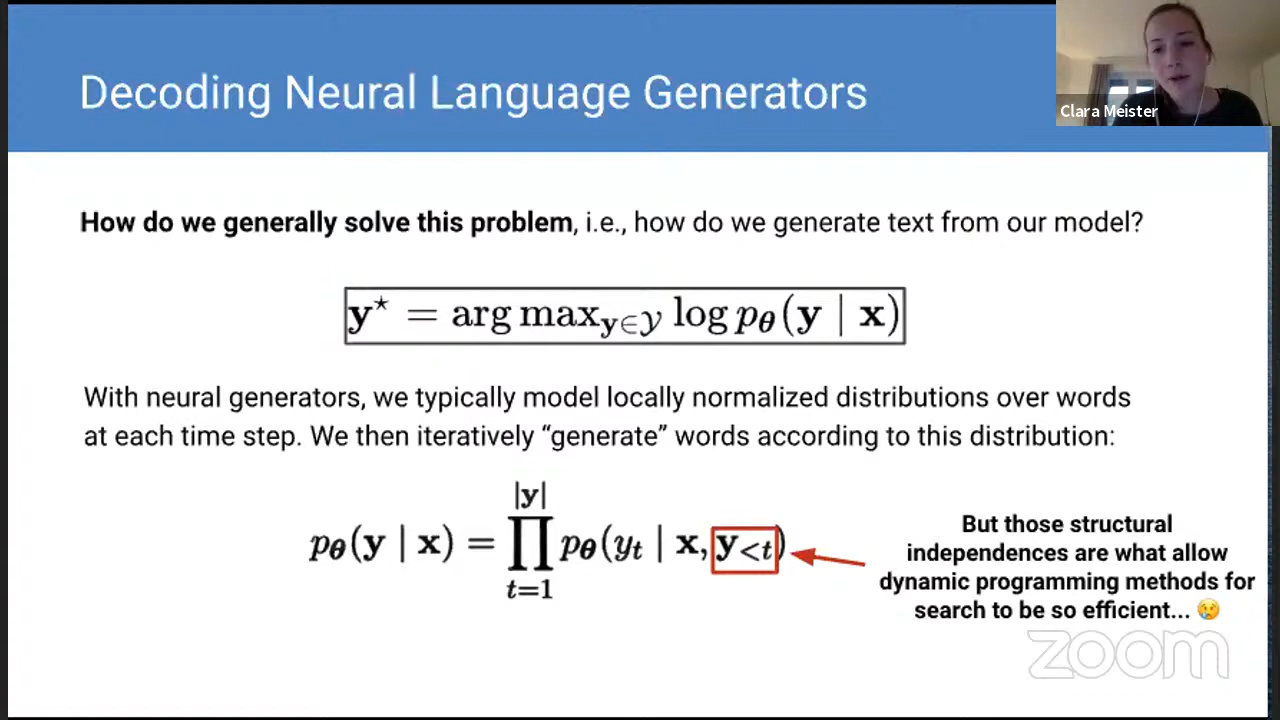 Decoding Neural Language Generators
Clara Meister
How do we generally solve this problem, i.e., how do we generate text from our model?
y⋆ = arg max_{y∈𝒴} log p_θ(y | x)
With neural generators, we typically model locally normalized distributions over words
at each time step. We then iteratively “generate” words according to this distribution:
p_θ(y | x) = ∏_{t=1}^{|y|} p_θ(y_t | x, y_{<t})
But those structural
independences are what allow
dynamic programming methods for
search to be so efficient... 😢
zoom